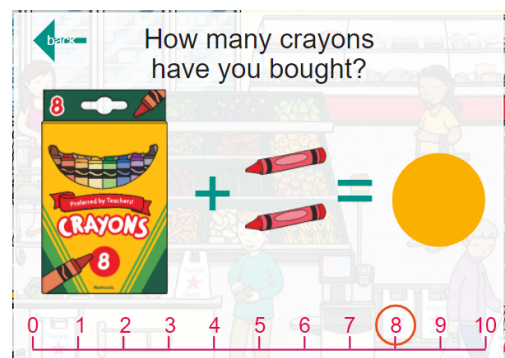 back
How many crayons
have you bought?
8
Preferred by Teachers!
CRAYONS
8
+ =
0 1 2 3 4 5 6 7 8 9 10